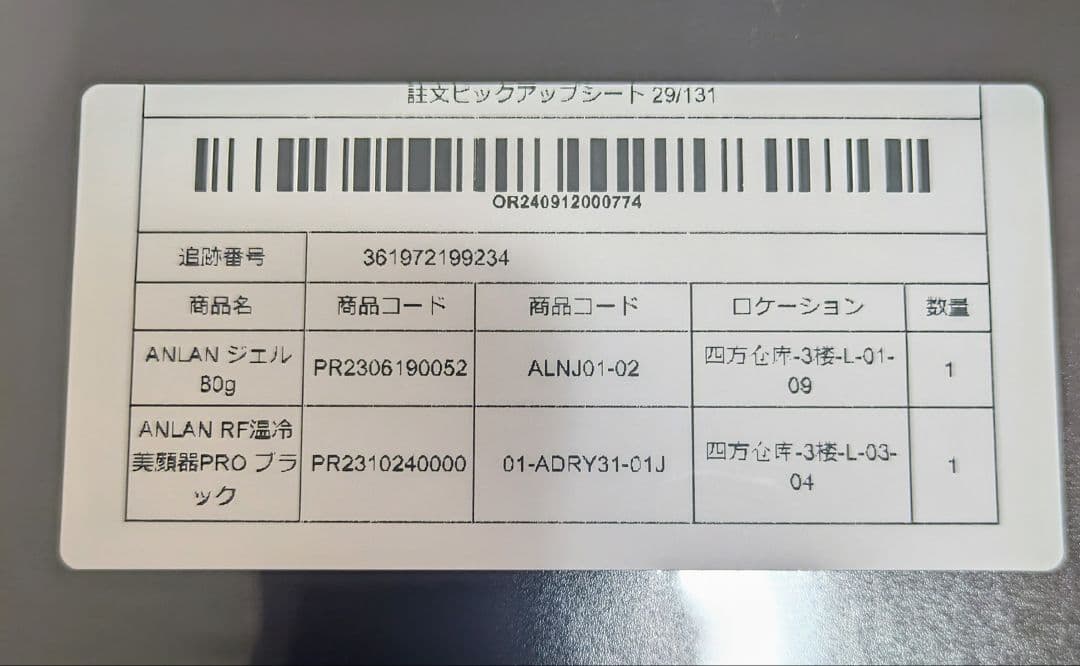 註文ピックアップシート 29/131
OR240912000774
追跡番号 361972199234
商品名 商品コード 商品コード ロケーション 数量
ANLAN ジェル
80g
PR2306190052
ALNJ01-02
四方仓库-3楼-L-01-
09
1
ANLAN RF温冷
美顔器PRO ブラ
ック
PR2310240000
01-ADRY31-01J
四方仓库-3楼-L-03-
04
1